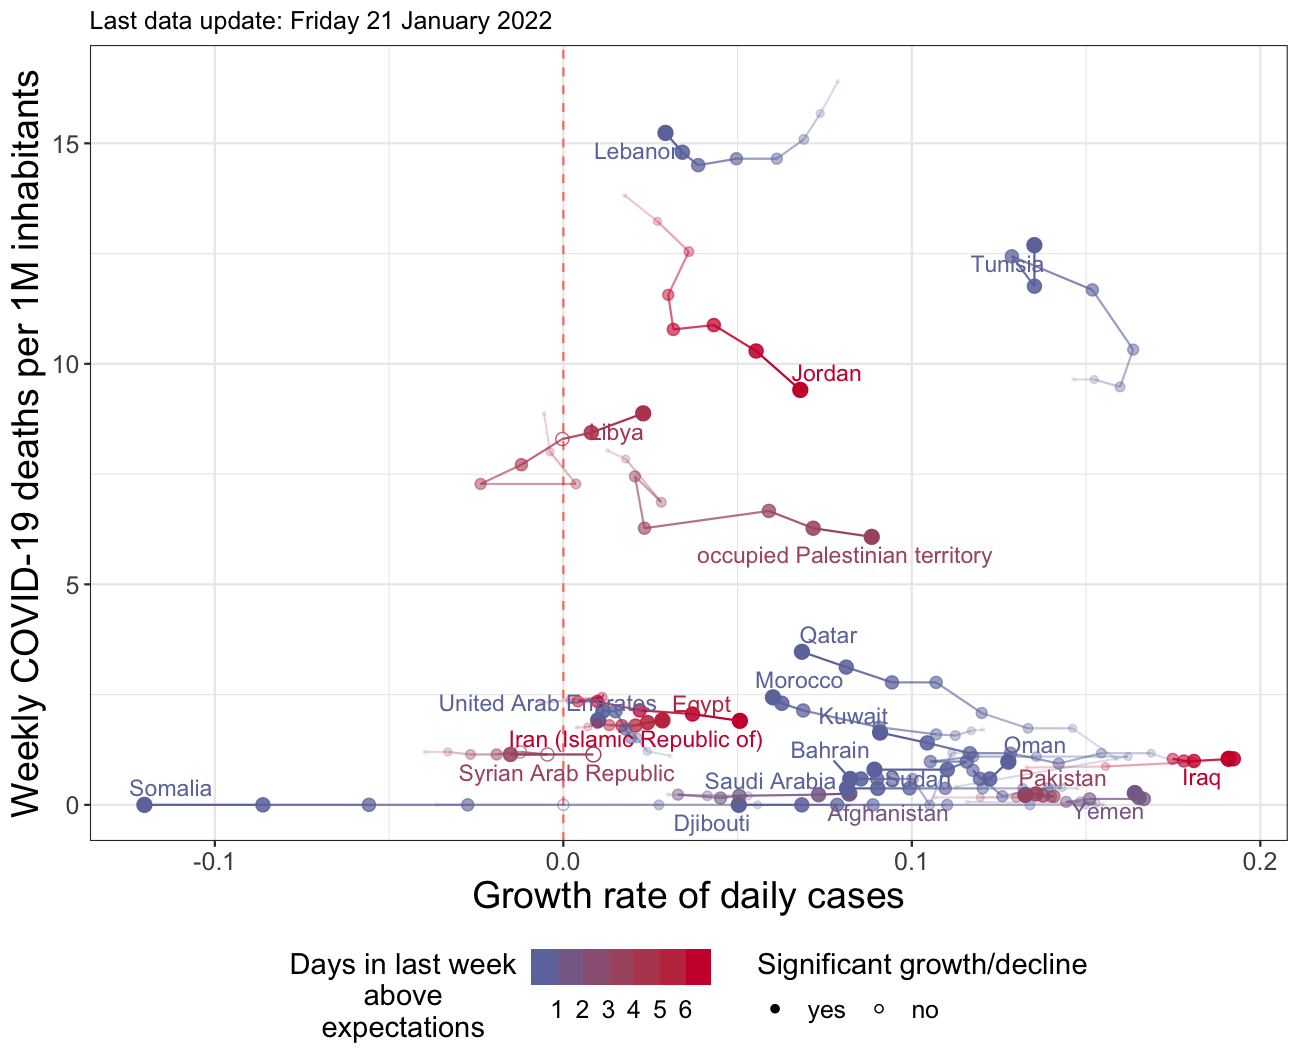 Last data update: Friday 21 January 2022
Weekly COVID-19 deaths per 1M inhabitants
15
10
5
0
Lebanon
Tunisia
Jordan
Libya
occupied Palestinian territory
Qatar
Morocco
United Arab Emirates
Egypt
Kuwait
Iran (Islamic Republic of)
Oman
Bahrain
Syrian Arab Republic
Saudi Arabia
Sudan
Pakistan
Iraq
Somalia
Djibouti
Afghanistan
Yemen
-0.1
0.0
0.1
0.2
Growth rate of daily cases
Days in last week
above
expectations
1 2 3 4 5 6
Significant growth/decline
yes
no